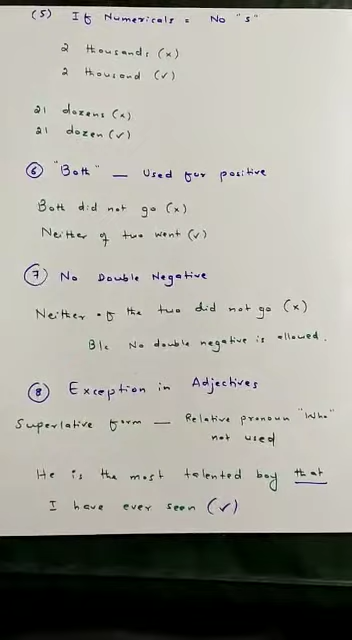 (5) If Numericals = No "s"
2 thousands (x)
2 thousand (✓)
21 dozens (x)
21 dozen (✓)
⑥ "Both" — Used for positive
Both did not go (x)
Neither of two went (✓)
⑦ No Double Negative
Neither of the two did not go (x)
B/c No double negative is allowed.
⑧ Exception in Adjectives
Superlative form — Relative pronoun "Who"
not used
He is the most talented boy that
I have ever seen (✓)